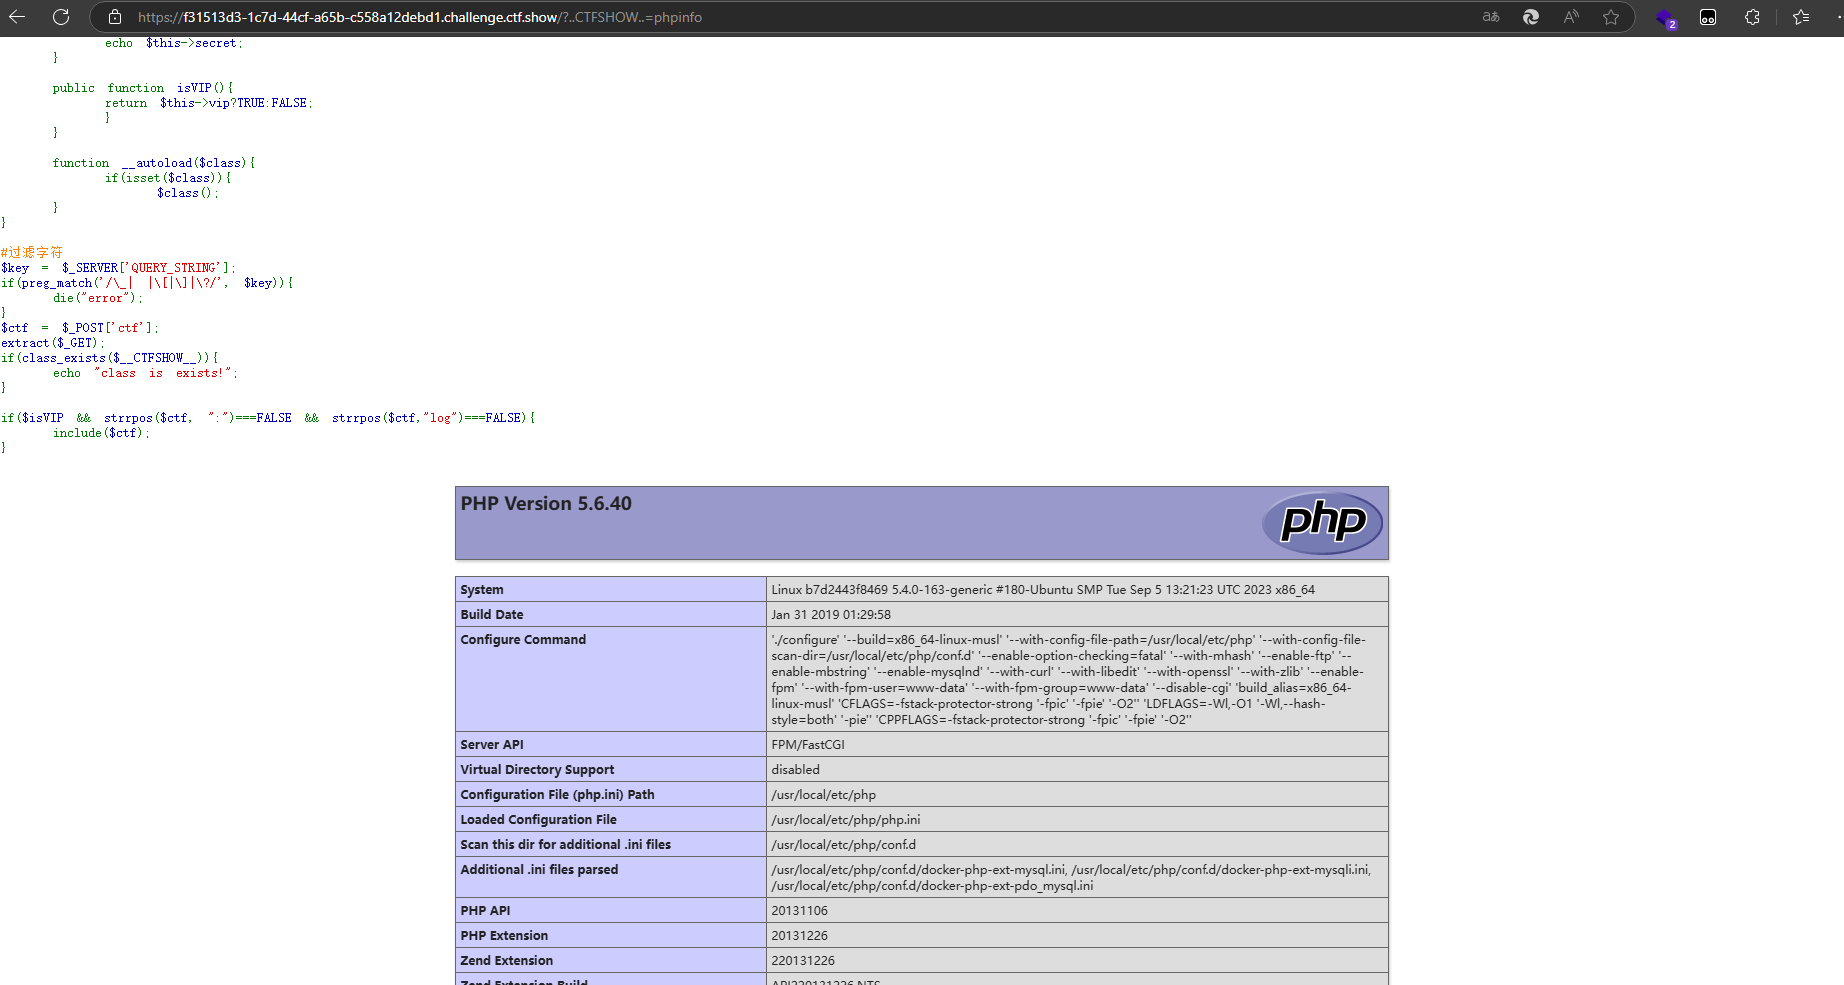 https://f31513d3-1c7d-44cf-a65b-c558a12debd1.challenge.ctf.show/?..CTFSHOW..=phpinfo
aあ
A
2
echo $this->secret;
}
public function isVIP(){
return $this->vip?TRUE:FALSE;
}
}
function __autoload($class){
if(isset($class)){
$class();
}
}
#过滤字符
$key = $_SERVER['QUERY_STRING'];
if(preg_match('/\_| |\[|\]|\?/', $key)){
die("error");
}
$ctf = $_POST['ctf'];
extract($_GET);
if(class_exists($__CTFSHOW__)){
echo "class is exists!";
}
if($isVIP && strrpos($ctf, ":")===FALSE && strrpos($ctf,"log")===FALSE){
include($ctf);
}
PHP Version 5.6.40
php
System Linux b7d2443f8469 5.4.0-163-generic #180-Ubuntu SMP Tue Sep 5 13:21:23 UTC 2023 x86_64
Build Date Jan 31 2019 01:29:58
Configure Command './configure' '--build=x86_64-linux-musl' '--with-config-file-path=/usr/local/etc/php' '--with-config-file-
scan-dir=/usr/local/etc/php/conf.d' '--enable-option-checking=fatal' '--with-mhash' '--enable-ftp' '--
enable-mbstring' '--enable-mysqlnd' '--with-curl' '--with-libedit' '--with-openssl' '--with-zlib' '--enable-
fpm' '--with-fpm-user=www-data' '--with-fpm-group=www-data' '--disable-cgi' 'build_alias=x86_64-
linux-musl' 'CFLAGS=-fstack-protector-strong '-fpic' '-fpie' '-O2'' 'LDFLAGS=-Wl,-O1 '-Wl,--hash-
style=both' '-pie'' 'CPPFLAGS=-fstack-protector-strong '-fpic' '-fpie' '-O2''
Server API FPM/FastCGI
Virtual Directory Support disabled
Configuration File (php.ini) Path /usr/local/etc/php
Loaded Configuration File /usr/local/etc/php/php.ini
Scan this dir for additional .ini files /usr/local/etc/php/conf.d
Additional .ini files parsed /usr/local/etc/php/conf.d/docker-php-ext-mysql.ini, /usr/local/etc/php/conf.d/docker-php-ext-mysqli.ini,
/usr/local/etc/php/conf.d/docker-php-ext-pdo_mysql.ini
PHP API 20131106
PHP Extension 20131226
Zend Extension 220131226
Zend Extension Build API220131226,NTS